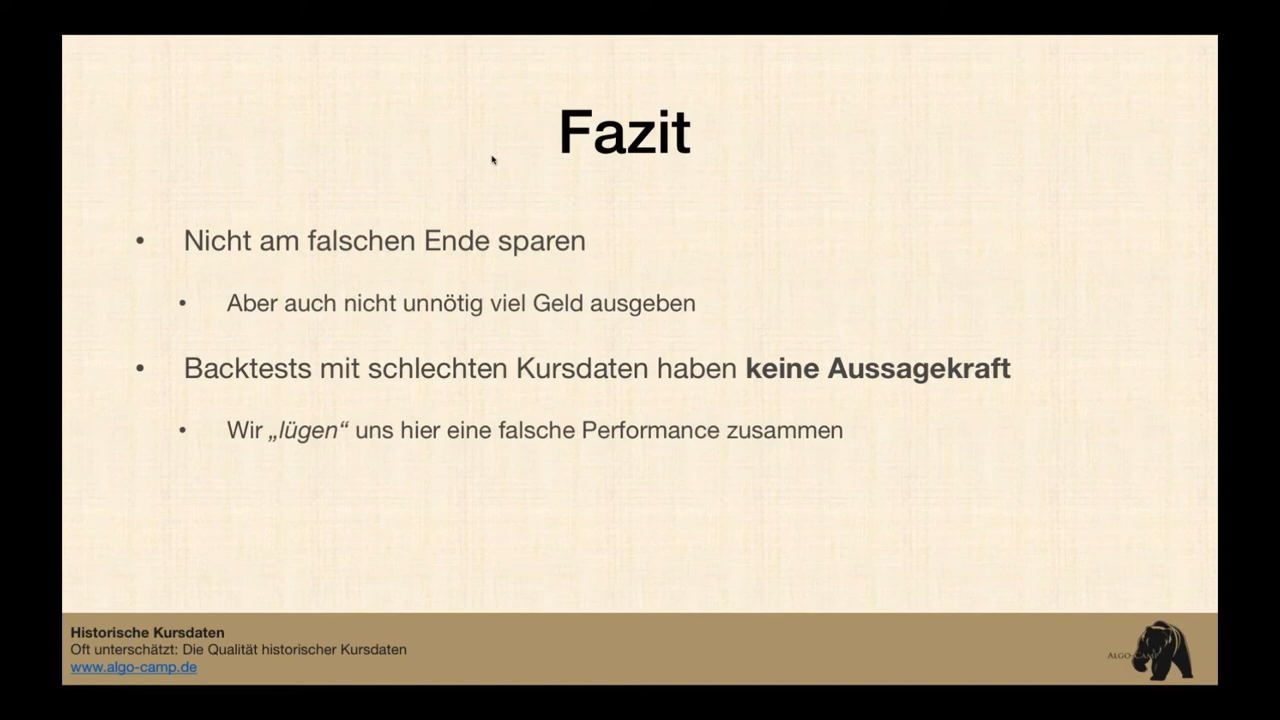 Fazit
• Nicht am falschen Ende sparen
• Aber auch nicht unnötig viel Geld ausgeben
• Backtests mit schlechten Kursdaten haben keine Aussagekraft
• Wir „lügen“ uns hier eine falsche Performance zusammen
Historische Kursdaten
Oft unterschätzt: Die Qualität historischer Kursdaten
www.algo-camp.de
ALGO-CAMP